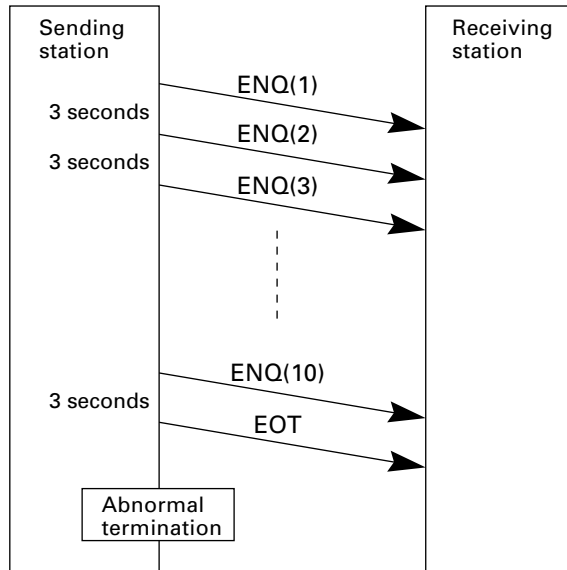 Sending
station
Receiving
station
ENQ(1)
3 seconds
ENQ(2)
3 seconds
ENQ(3)
ENQ(10)
3 seconds
EOT
Abnormal
termination